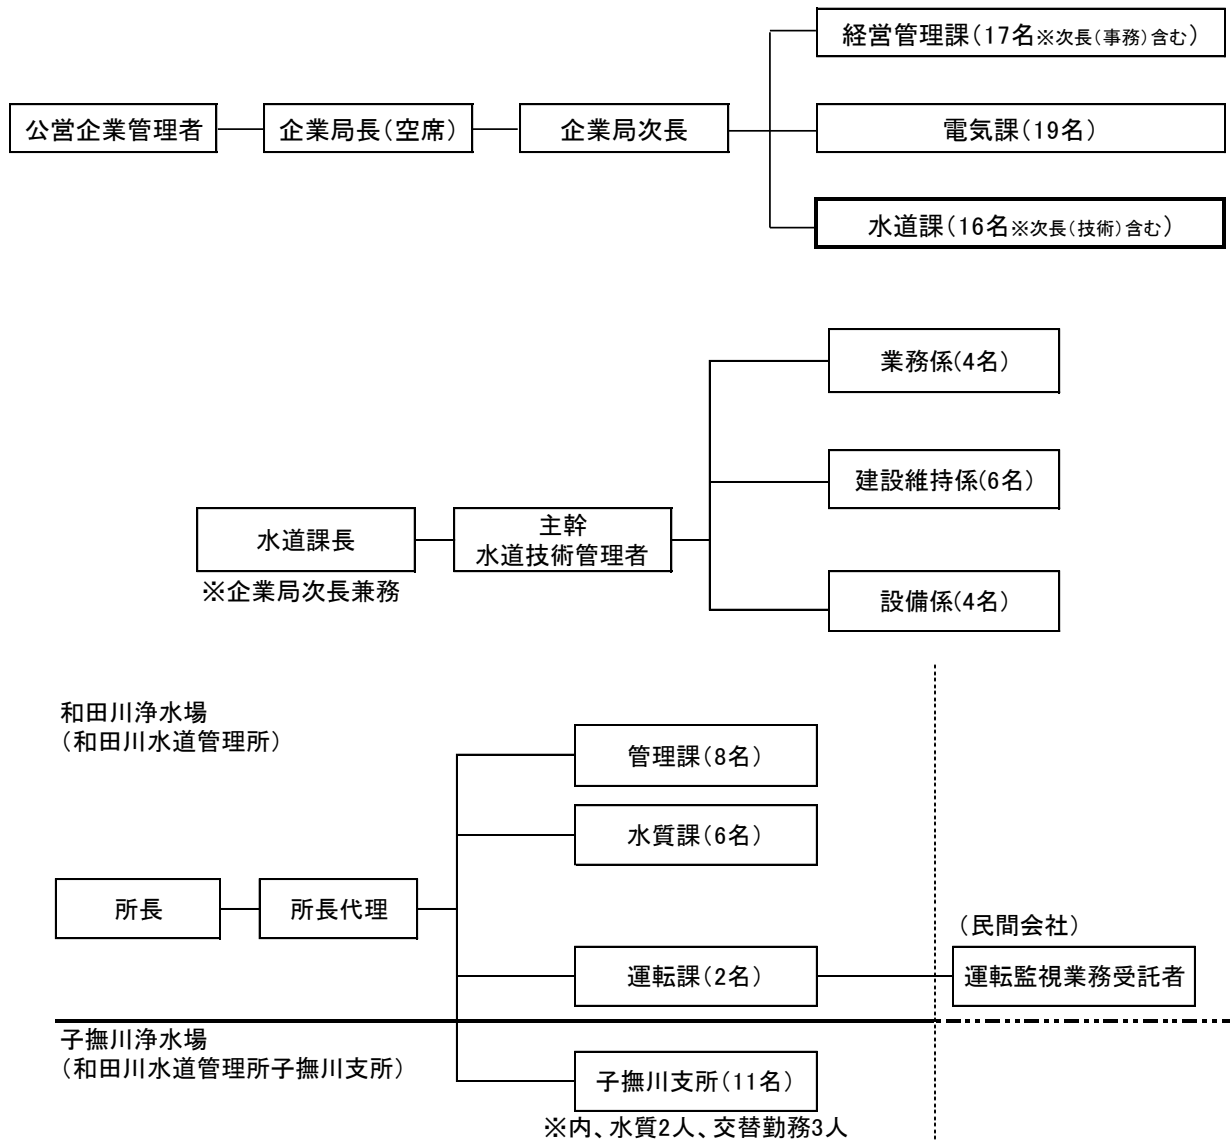 経営管理課(17名※次長(事務)含む)
公営企業管理者
企業局長(空席)
企業局次長
電気課(19名)
水道課(16名※次長(技術)含む)
業務係(4名)
建設維持係(6名)
水道課長
主幹
水道技術管理者
※企業局次長兼務
設備係(4名)
和田川浄水場
(和田川水道管理所)
管理課(8名)
水質課(6名)
所長
所長代理
(民間会社)
運転課(2名)
運転監視業務受託者
子撫川浄水場
(和田川水道管理所子撫川支所)
子撫川支所(11名)
※内、水質2人、交替勤務3人